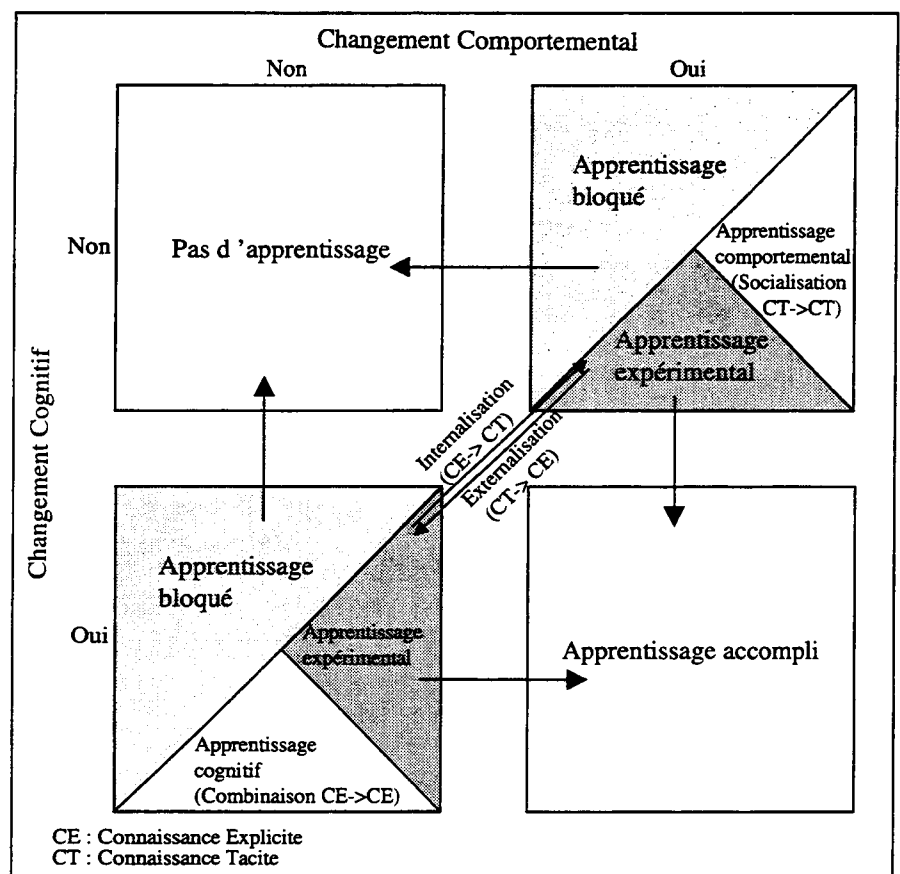 Changement Comportemental
Non
Oui
Apprentissage
bloqué
Non
Pas d ’apprentissage
Apprentissage
comportemental
(Socialisation
CT->CT)
Apprentissage
expérimental
Changement Cognitif
Internalisation
(CE-> CT)
Externalisation
(CT-> CE)
Apprentissage
bloqué
Oui
Apprentissage
expérimental
Apprentissage accompli
Apprentissage
cognitif
(Combinaison CE->CE)
CE : Connaissance Explicite
CT : Connaissance Tacite